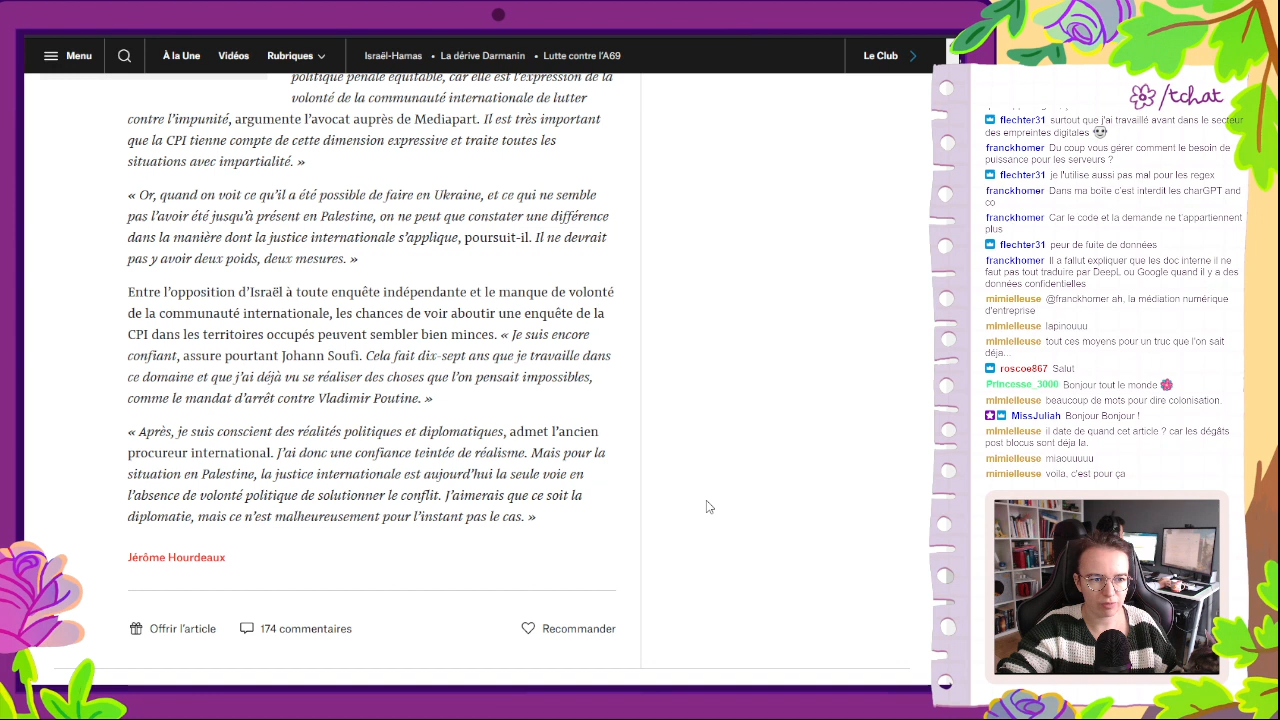 Menu
À la Une
Vidéos
Rubriques
Israël-Hamas
• La dérive Darmanin
• Lutte contre l'A69
Le Club
politique pénale équitable, car elle est l'expression de la
volonté de la communauté internationale de lutter
contre l'impunité, argumente l'avocat auprès de Mediapart. Il est très important
que la CPI tienne compte de cette dimension expressive et traite toutes les
situations avec impartialité. »
« Or, quand on voit ce qu'il a été possible de faire en Ukraine, et ce qui ne semble
pas l'avoir été jusqu'à présent en Palestine, on ne peut que constater une différence
dans la manière dont la justice internationale s'applique, poursuit-il. Il ne devrait
pas y avoir deux poids, deux mesures. »
Entre l'opposition d'Israël à toute enquête indépendante et le manque de volonté
de la communauté internationale, les chances de voir aboutir une enquête de la
CPI dans les territoires occupés peuvent sembler bien minces. « Je suis encore
confiant, assure pourtant Johann Soufi. Cela fait dix-sept ans que je travaille dans
ce domaine et que j'ai déjà vu se réaliser des choses que l'on pensait impossibles,
comme le mandat d'arrêt contre Vladimir Poutine. »
« Après, je suis conscient des réalités politiques et diplomatiques, admet l'ancien
procureur international. J'ai donc une confiance teintée de réalisme. Mais pour la
situation en Palestine, la justice internationale est aujourd'hui la seule voie en
l'absence de volonté politique de solutionner le conflit. J'aimerais que ce soit la
diplomatie, mais ce n'est malheureusement pour l'instant pas le cas. »
Jérôme Hourdeaux
Offrir l'article
174 commentaires
Recommander
/tchat
flechter31 surtout que j'ai travaillé avant dans le secteur
des empreintes digitales
franckhomer Du coup vous gérer comment le besoin de
puissance pour les serveurs ?
flechter31 je l'utilise aussi pas mal pour les regex
franckhomer Dans ma boîte c'est interdit les charGPT and
co
franckhomer Car le code et la demande ne t'appartiennent
plus
flechter31 peur de fuite de données
franckhomer Il a fallut expliquer que les doc interne il ne
faut pas tout traduire par DeepL ou Google quand il y a des
données confidentielles
mimielleuse @franckhomer ah, la médiation numérique
d'entreprise
mimielleuse lapinouuu
mimielleuse tout ces moyens pour un truc que l'on sait
déja...
roscoe867 Salut
Princesse_3000 Bonjour tout le monde
mimielleuse beaucoup de mots pour dire colonisation.
MissJuliah Bonjour Bonjour !
mimielleuse il date de quand cet article ? car les dégâts
post blocus sont déja la.
mimielleuse miaouuuuu
mimielleuse voila, c'est pour ça